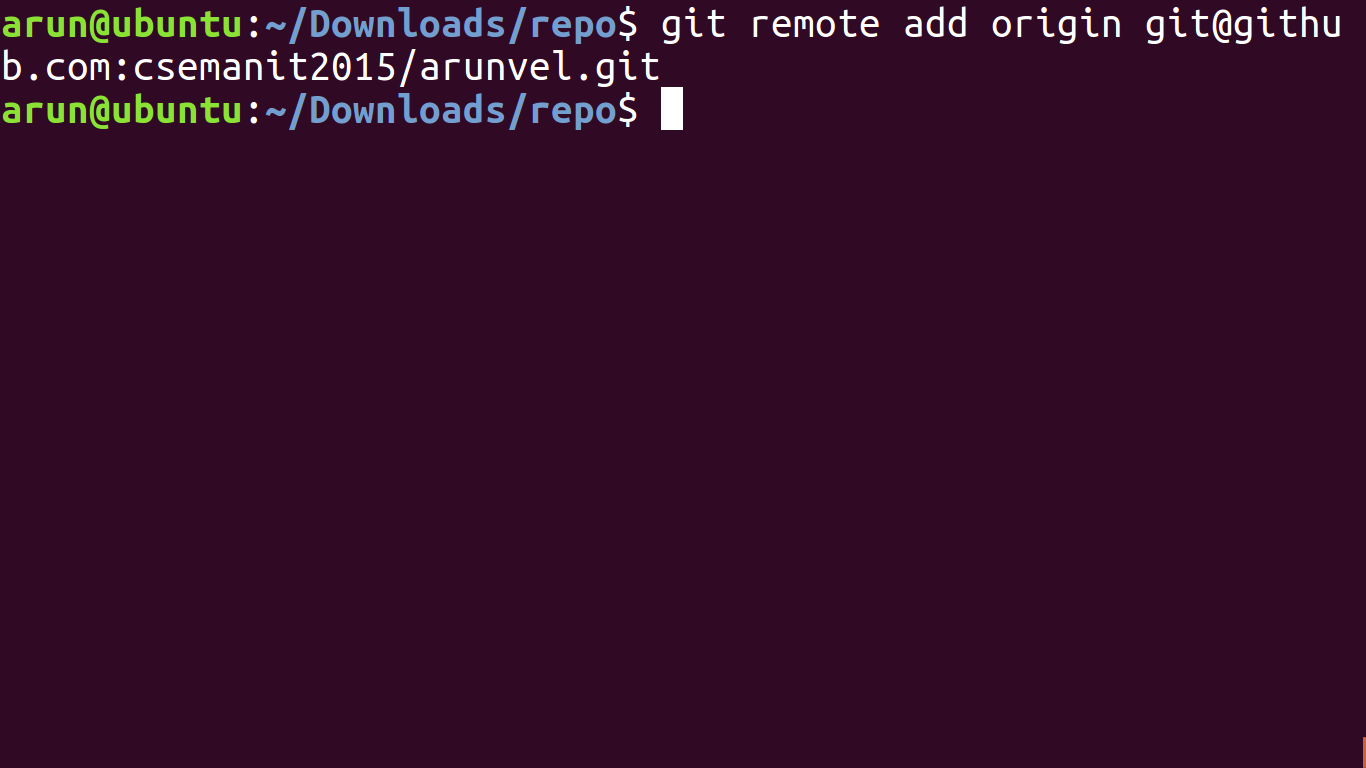 arun@ubuntu:~/Downloads/repo$ git remote add origin git@githu
b.com:csemanit2015/arunvel.git
arun@ubuntu:~/Downloads/repo$